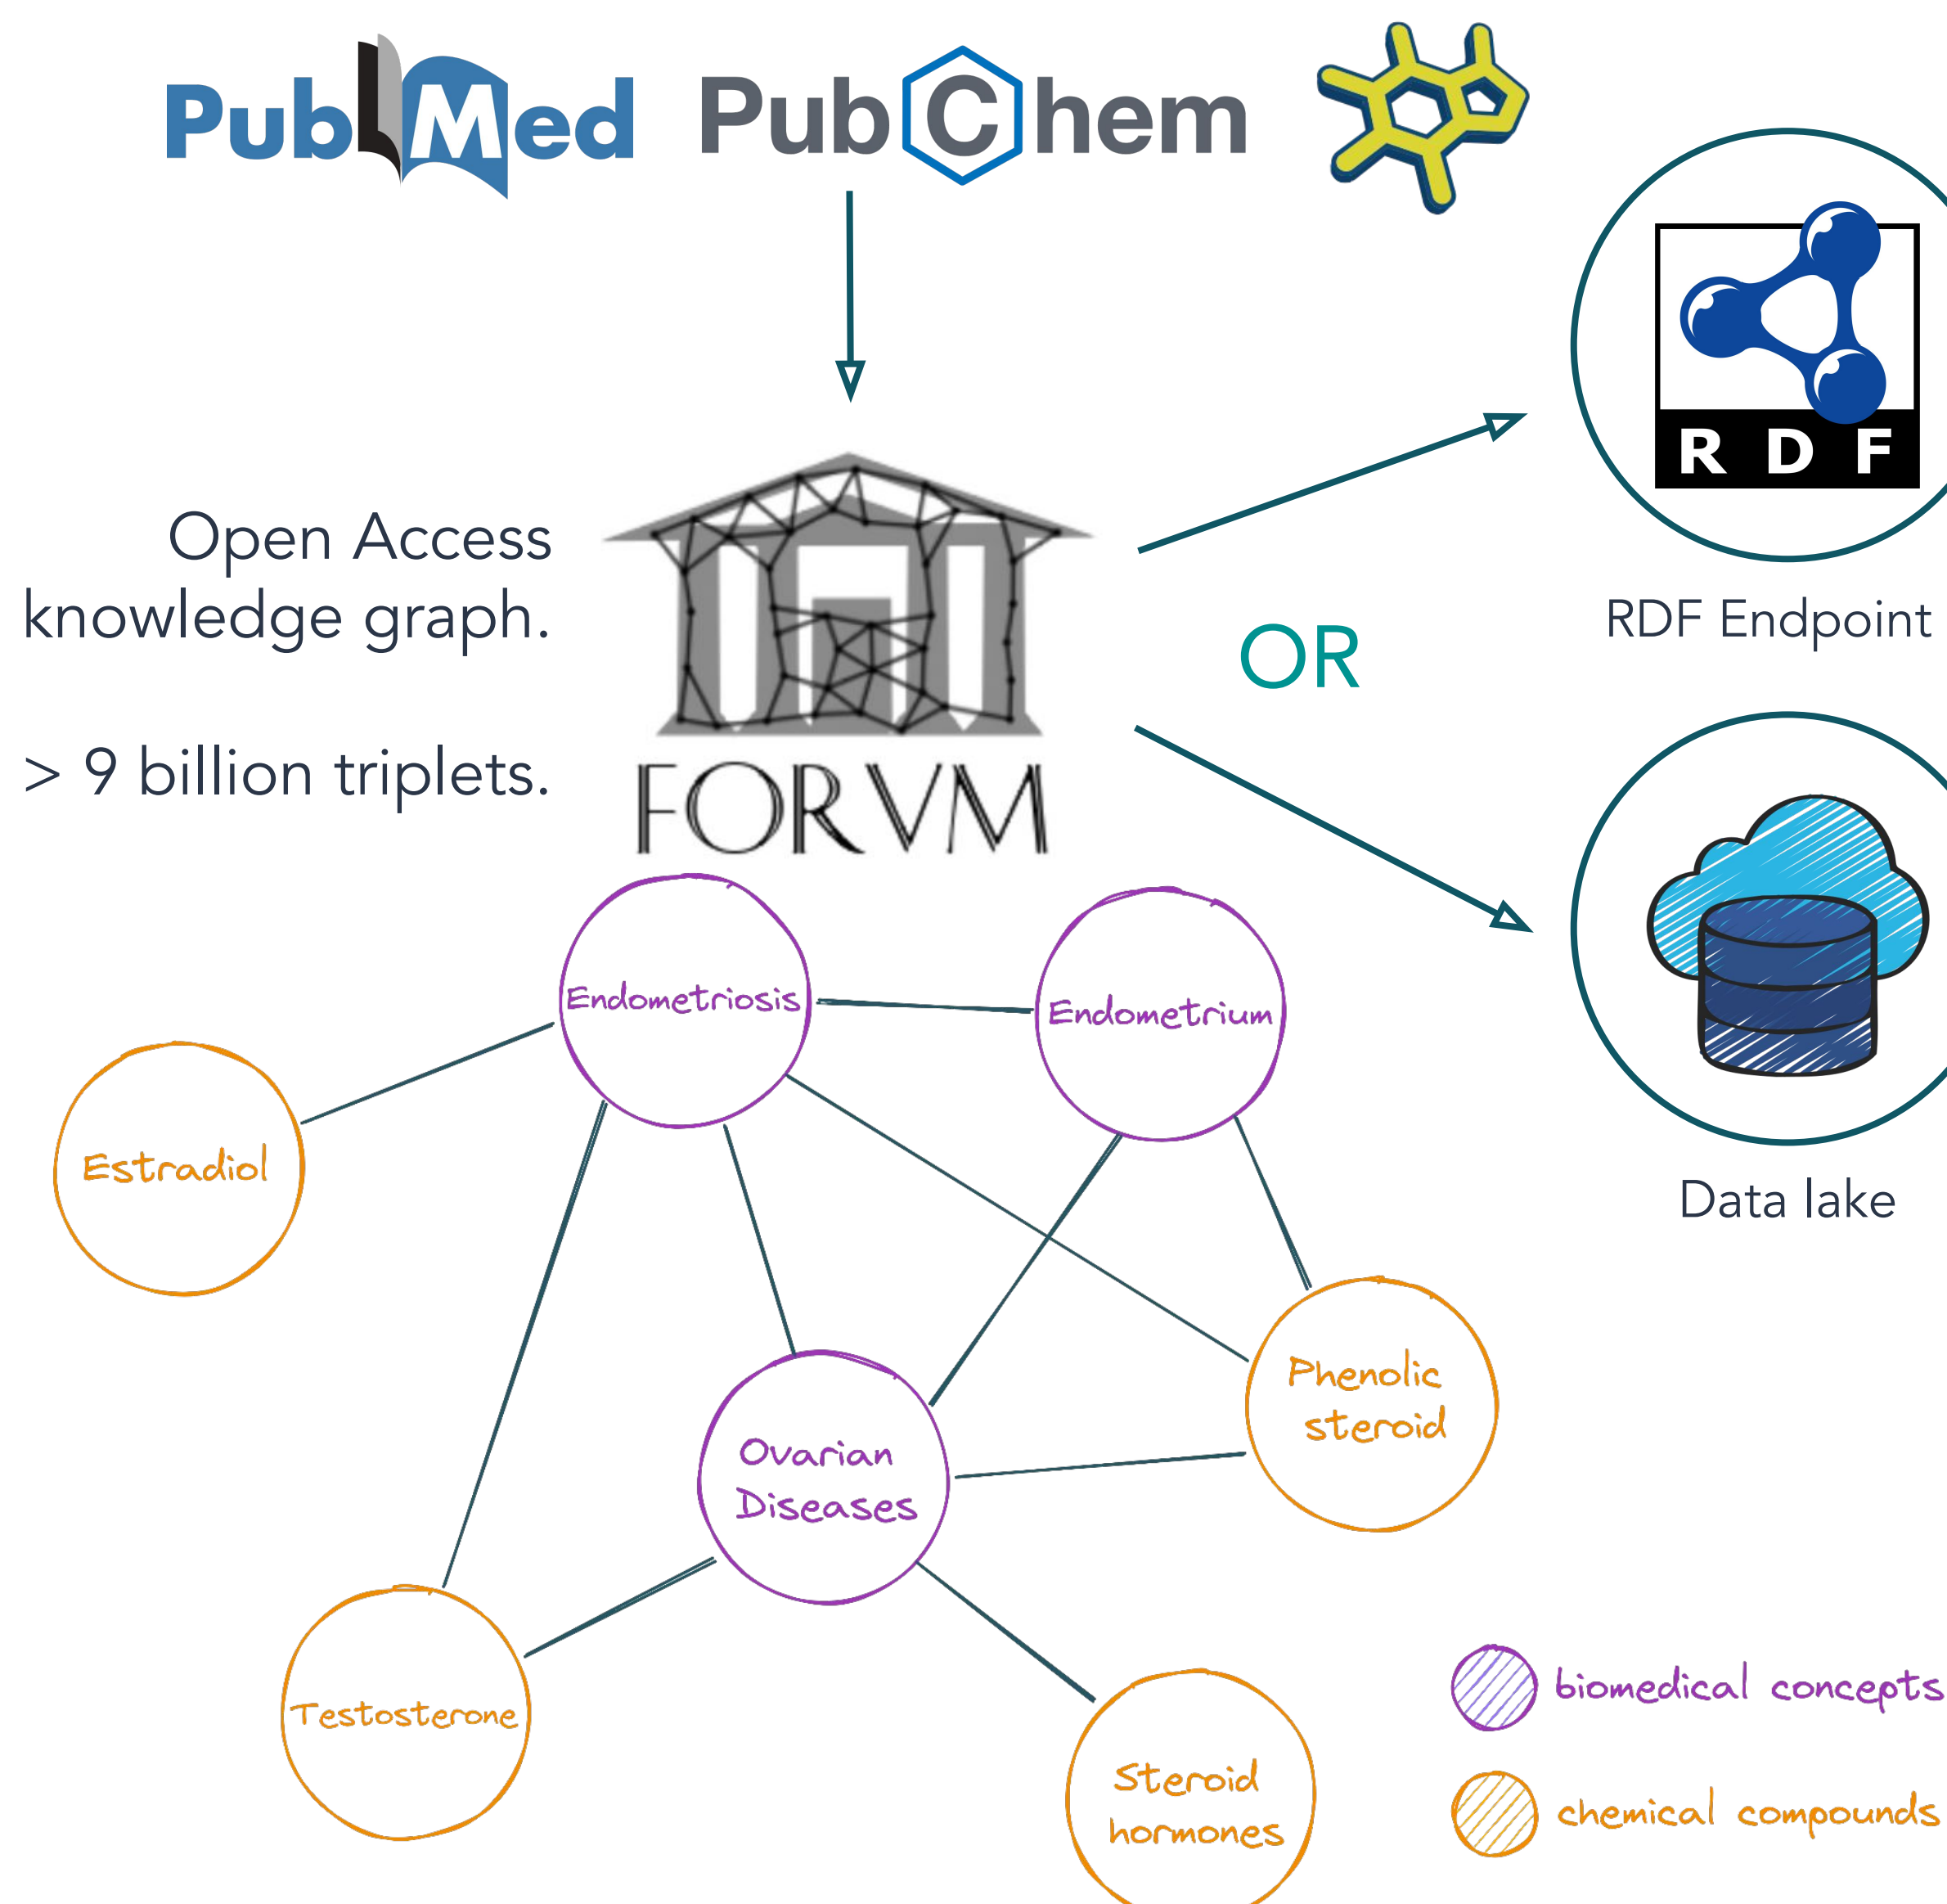 PubMed
PubChem
RDF
Open Access
knowledge graph.
RDF Endpoint
OR
> 9 billion triplets.
FORVM
Endometriosis
Endometrium
Estradiol
Data lake
Phenolic
steroid
Ovarian
Diseases
Testosterone
biomedical concepts
Steroid
hormones
chemical compounds